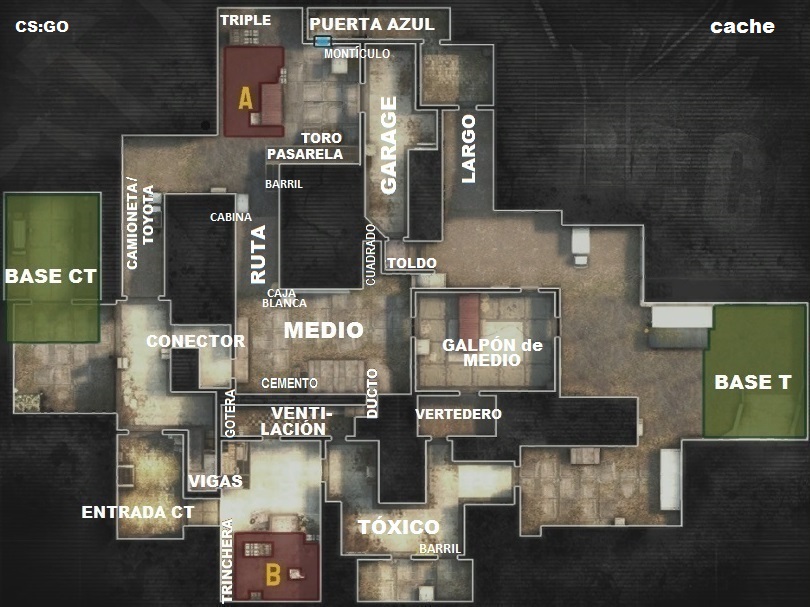 CS:GO
TRIPLE
PUERTA AZUL
cache
MONTÍCULO
A
GARAGE
LARGO
TORO
PASARELA
BARRIL
CAMIONETA/
TOYOTA
CABINA
RUTA
CUADRADO
TOLDO
BASE CT
CAJA
BLANCA
MEDIO
CONECTOR
GALPÓN de
MEDIO
BASE T
CEMENTO
DUCTO
GOTERA
VENTI-
LACIÓN
VERTEDERO
VIGAS
ENTRADA CT
TÓXICO
TRINCHERA
BARRIL
B